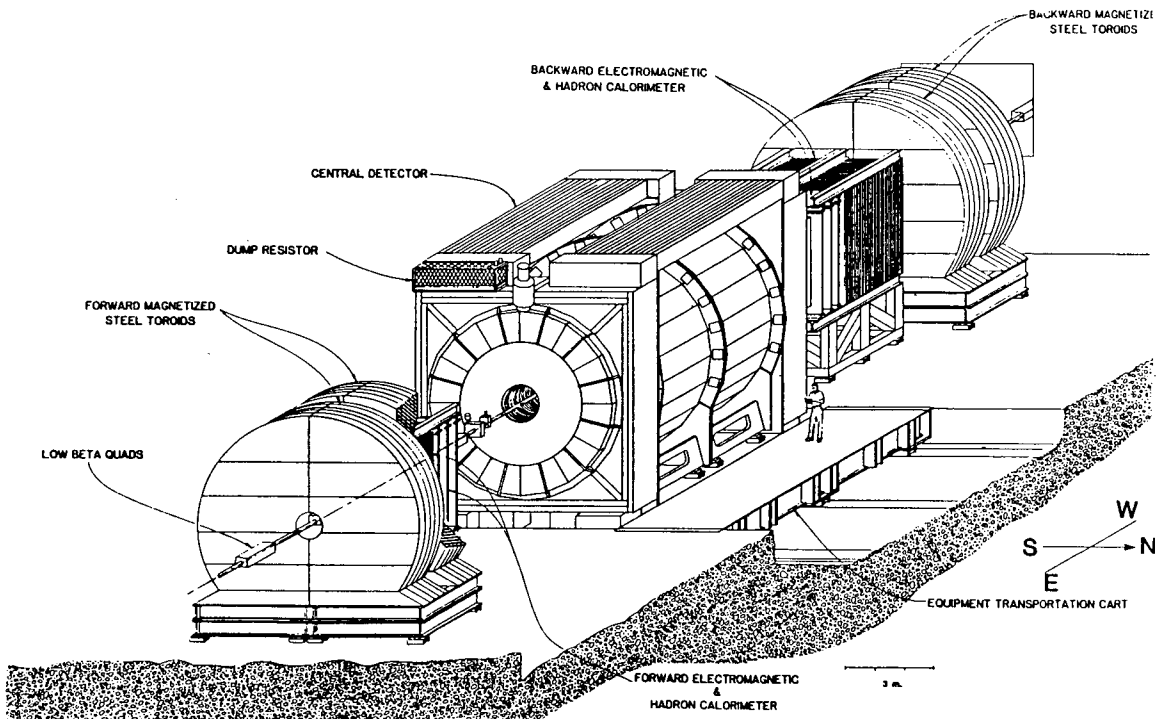 BACKWARD MAGNETIZE
STEEL TOROIDS
BACKWARD ELECTROMAGNETIC
& HADRON CALORIMETER
CENTRAL DETECTOR
DUMP RESISTOR
FORWARD MAGNETIZED
STEEL TOROIDS
LOW BETA QUADS
W
S N
E
EQUIPMENT TRANSPORTATION CART
FORWARD ELECTROMAGNETIC
&
HADRON CALORIMETER
3 m.